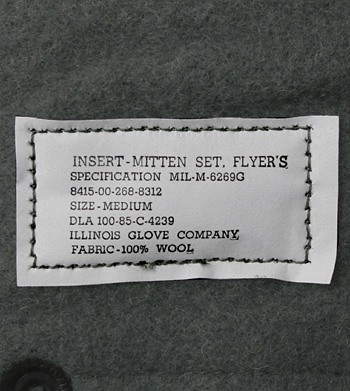 INSERT-MITTEN SET, FLYER'S
SPECIFICATION MIL-M-6269G
8415-00-268-8312
SIZE-MEDIUM
DLA 100-85-C-4239
ILLINOIS GLOVE COMPANY
FABRIC-100% WOOL